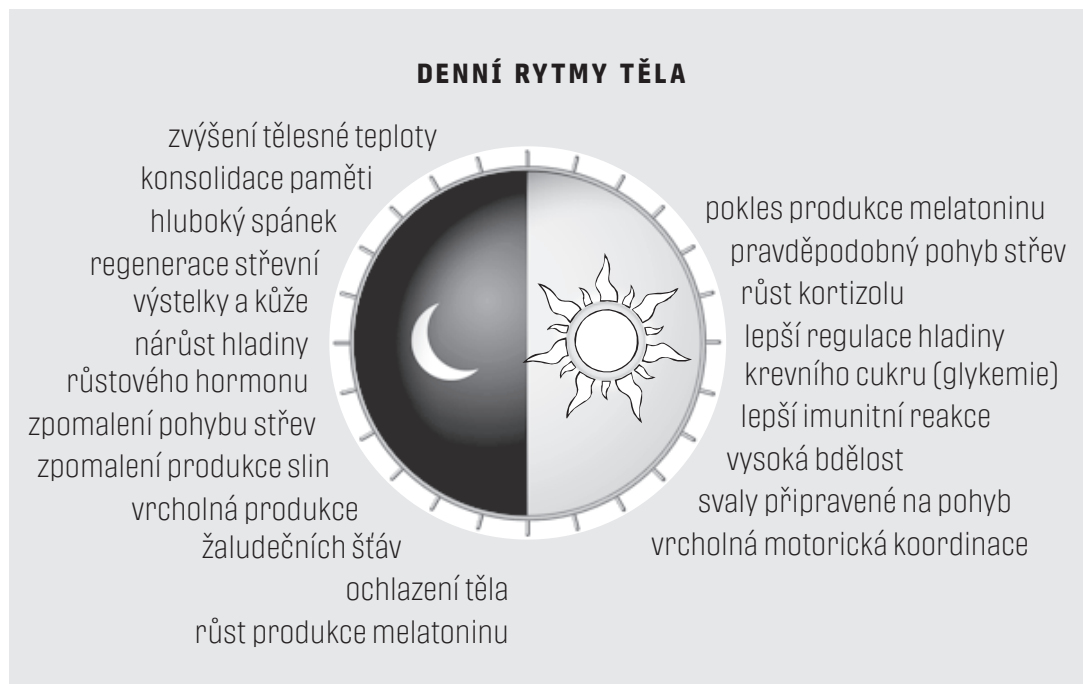 DENNÍ RYTMY TĚLA
zvýšení tělesné teploty
konsolidace paměti
hluboký spánek
regenerace střevní
výstelky a kůže
nárůst hladiny
růstového hormonu
zpomalení pohybu střev
zpomalení produkce slin
vrcholná produkce
žaludečních šťáv
ochlazení těla
růst produkce melatoninu
pokles produkce melatoninu
pravděpodobný pohyb střev
růst kortizolu
lepší regulace hladiny
krevního cukru (glykemie)
lepší imunitní reakce
vysoká bdělost
svaly připravené na pohyb
vrcholná motorická koordinace